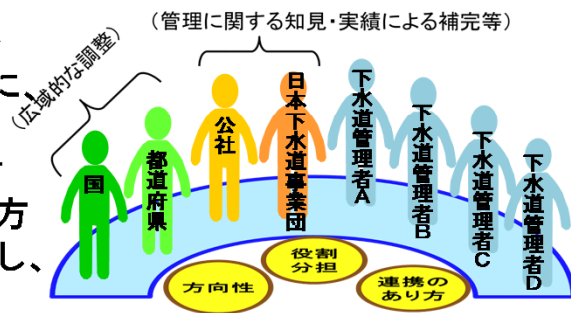 (管理に関する知見・実績による補完等)
(広域的な調整)
に、
方
し、
国
都道府県
公社
日本下水道事業団
下水道管理者A
下水道管理者B
下水道管理者C
下水道管理者D
方向性
役割
分担
連携の
あり方